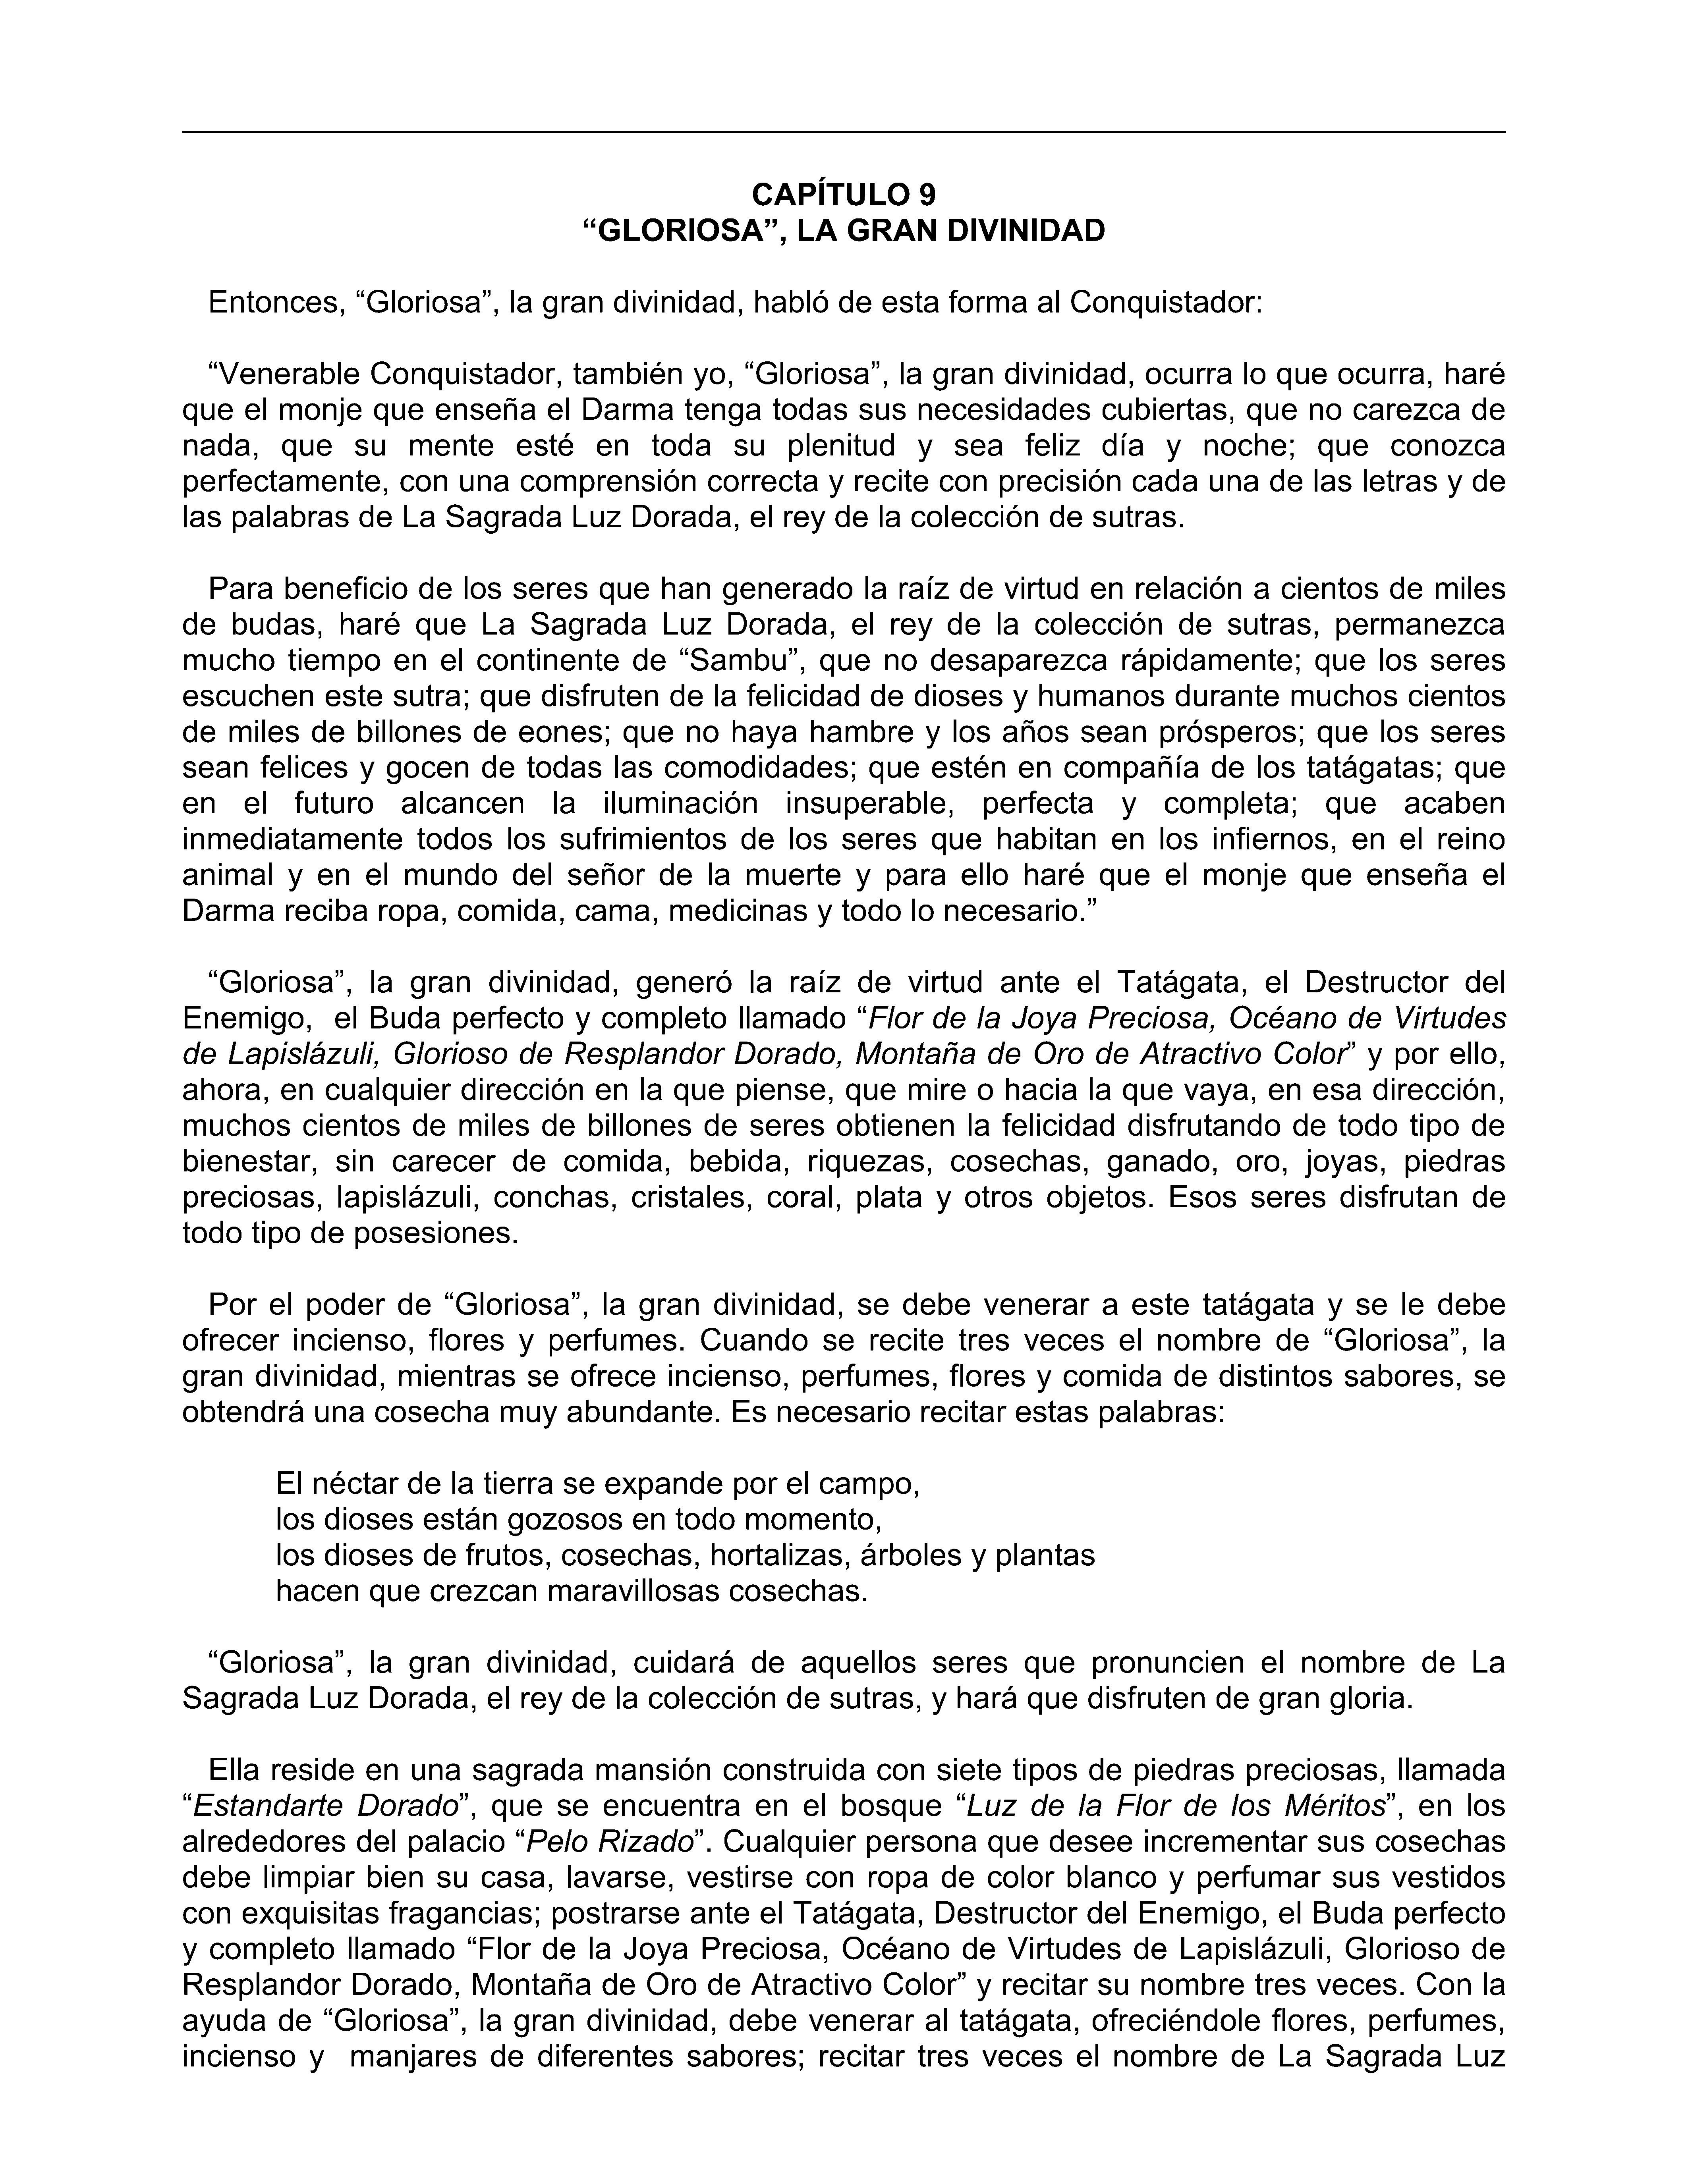 CAPÍTULO 9
“GLORIOSA”, LA GRAN DIVINIDAD
Entonces, “Gloriosa”, la gran divinidad, habló de esta forma al Conquistador:
“Venerable Conquistador, también yo, “Gloriosa”, la gran divinidad, ocurra lo que ocurra, haré
que el monje que enseña el Darma tenga todas sus necesidades cubiertas, que no carezca de
nada, que su mente esté en toda su plenitud y sea feliz día y noche; que conozca
perfectamente, con una comprensión correcta y recite con precisión cada una de las letras y de
las palabras de La Sagrada Luz Dorada, el rey de la colección de sutras.
Para beneficio de los seres que han generado la raíz de virtud en relación a cientos de miles
de budas, haré que La Sagrada Luz Dorada, el rey de la colección de sutras, permanezca
mucho tiempo en el continente de “Sambu”, que no desaparezca rápidamente; que los seres
escuchen este sutra; que disfruten de la felicidad de dioses y humanos durante muchos cientos
de miles de billones de eones; que no haya hambre y los años sean prósperos; que los seres
sean felices y gocen de todas las comodidades; que estén en compañía de los tatágatas; que
en el futuro alcancen la iluminación insuperable, perfecta y completa; que acaben
inmediatamente todos los sufrimientos de los seres que habitan en los infiernos, en el reino
animal y en el mundo del señor de la muerte y para ello haré que el monje que enseña el
Darma reciba ropa, comida, cama, medicinas y todo lo necesario.”
“Gloriosa”, la gran divinidad, generó la raíz de virtud ante el Tatágata, el Destructor del
Enemigo, el Buda perfecto y completo llamado “Flor de la Joya Preciosa, Océano de Virtudes
de Lapislázuli, Glorioso de Resplandor Dorado, Montaña de Oro de Atractivo Color” y por ello,
ahora, en cualquier dirección en la que piense, que mire o hacia la que vaya, en esa dirección,
muchos cientos de miles de billones de seres obtienen la felicidad disfrutando de todo tipo de
bienestar, sin carecer de comida, bebida, riquezas, cosechas, ganado, oro, joyas, piedras
preciosas, lapislázuli, conchas, cristales, coral, plata y otros objetos. Esos seres disfrutan de
todo tipo de posesiones.
Por el poder de “Gloriosa”, la gran divinidad, se debe venerar a este tatágata y se le debe
ofrecer incienso, flores y perfumes. Cuando se recite tres veces el nombre de “Gloriosa”, la
gran divinidad, mientras se ofrece incienso, perfumes, flores y comida de distintos sabores, se
obtendrá una cosecha muy abundante. Es necesario recitar estas palabras:
El néctar de la tierra se expande por el campo,
los dioses están gozosos en todo momento,
los dioses de frutos, cosechas, hortalizas, árboles y plantas
hacen que crezcan maravillosas cosechas.
“Gloriosa”, la gran divinidad, cuidará de aquellos seres que pronuncien el nombre de La
Sagrada Luz Dorada, el rey de la colección de sutras, y hará que disfruten de gran gloria.
Ella reside en una sagrada mansión construida con siete tipos de piedras preciosas, llamada
“Estandarte Dorado”, que se encuentra en el bosque “Luz de la Flor de los Méritos”, en los
alrededores del palacio “Pelo Rizado”. Cualquier persona que desee incrementar sus cosechas
debe limpiar bien su casa, lavarse, vestirse con ropa de color blanco y perfumar sus vestidos
con exquisitas fragancias; postrarse ante el Tatágata, Destructor del Enemigo, el Buda perfecto
y completo llamado “Flor de la Joya Preciosa, Océano de Virtudes de Lapislázuli, Glorioso de
Resplandor Dorado, Montaña de Oro de Atractivo Color” y recitar su nombre tres veces. Con la
ayuda de “Gloriosa”, la gran divinidad, debe venerar al tatágata, ofreciéndole flores, perfumes,
incienso y manjares de diferentes sabores; recitar tres veces el nombre de La Sagrada Luz